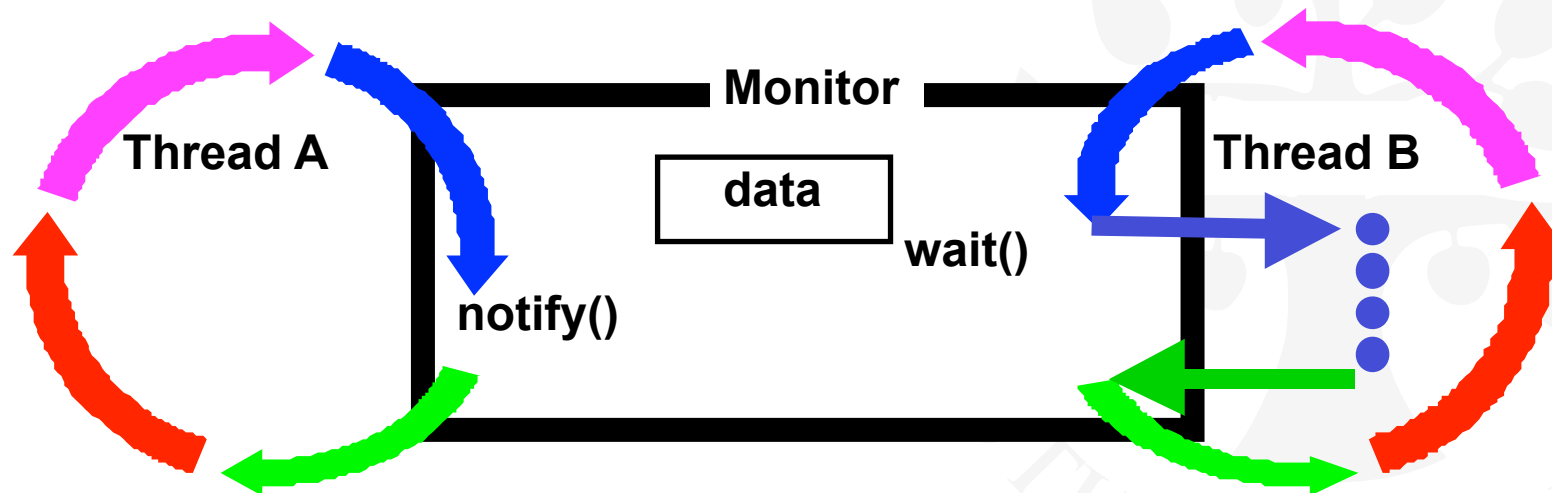 Monitor
Thread A
Thread B
data
wait()
notify()